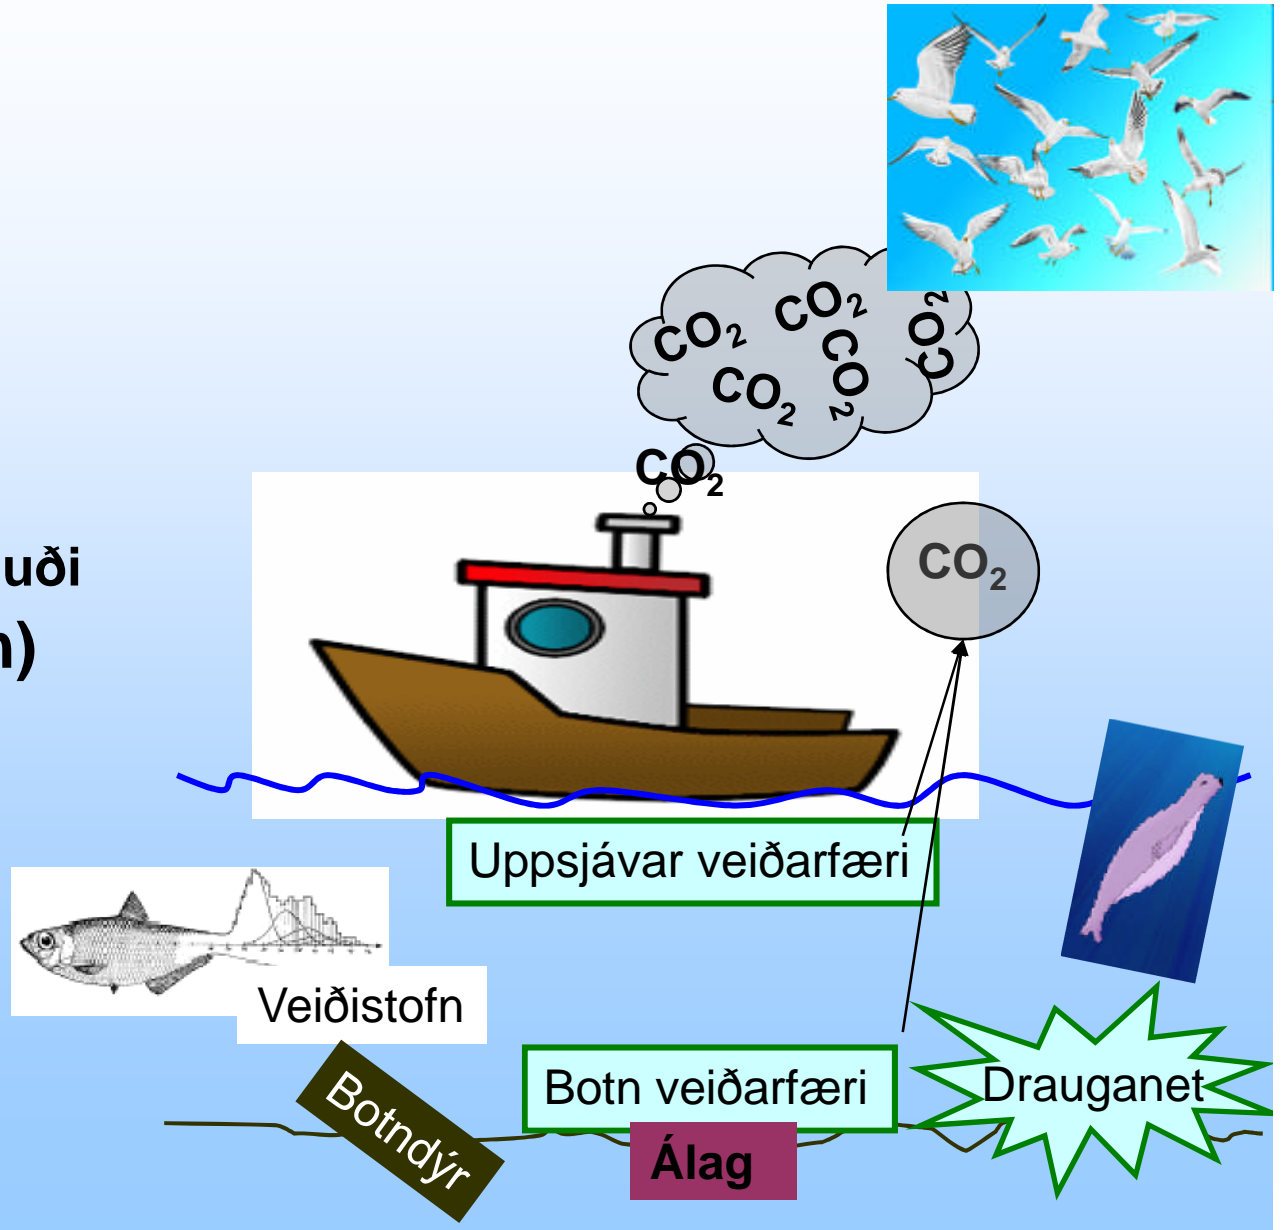 CO₂
CO₂
CO₂
CO₂
CO₂
CO₂
CO₂
uði
)
Uppsjávar veiðarfæri
Veiðistofn
Botn veiðarfæri
Drauganet
Botndýr
Álag